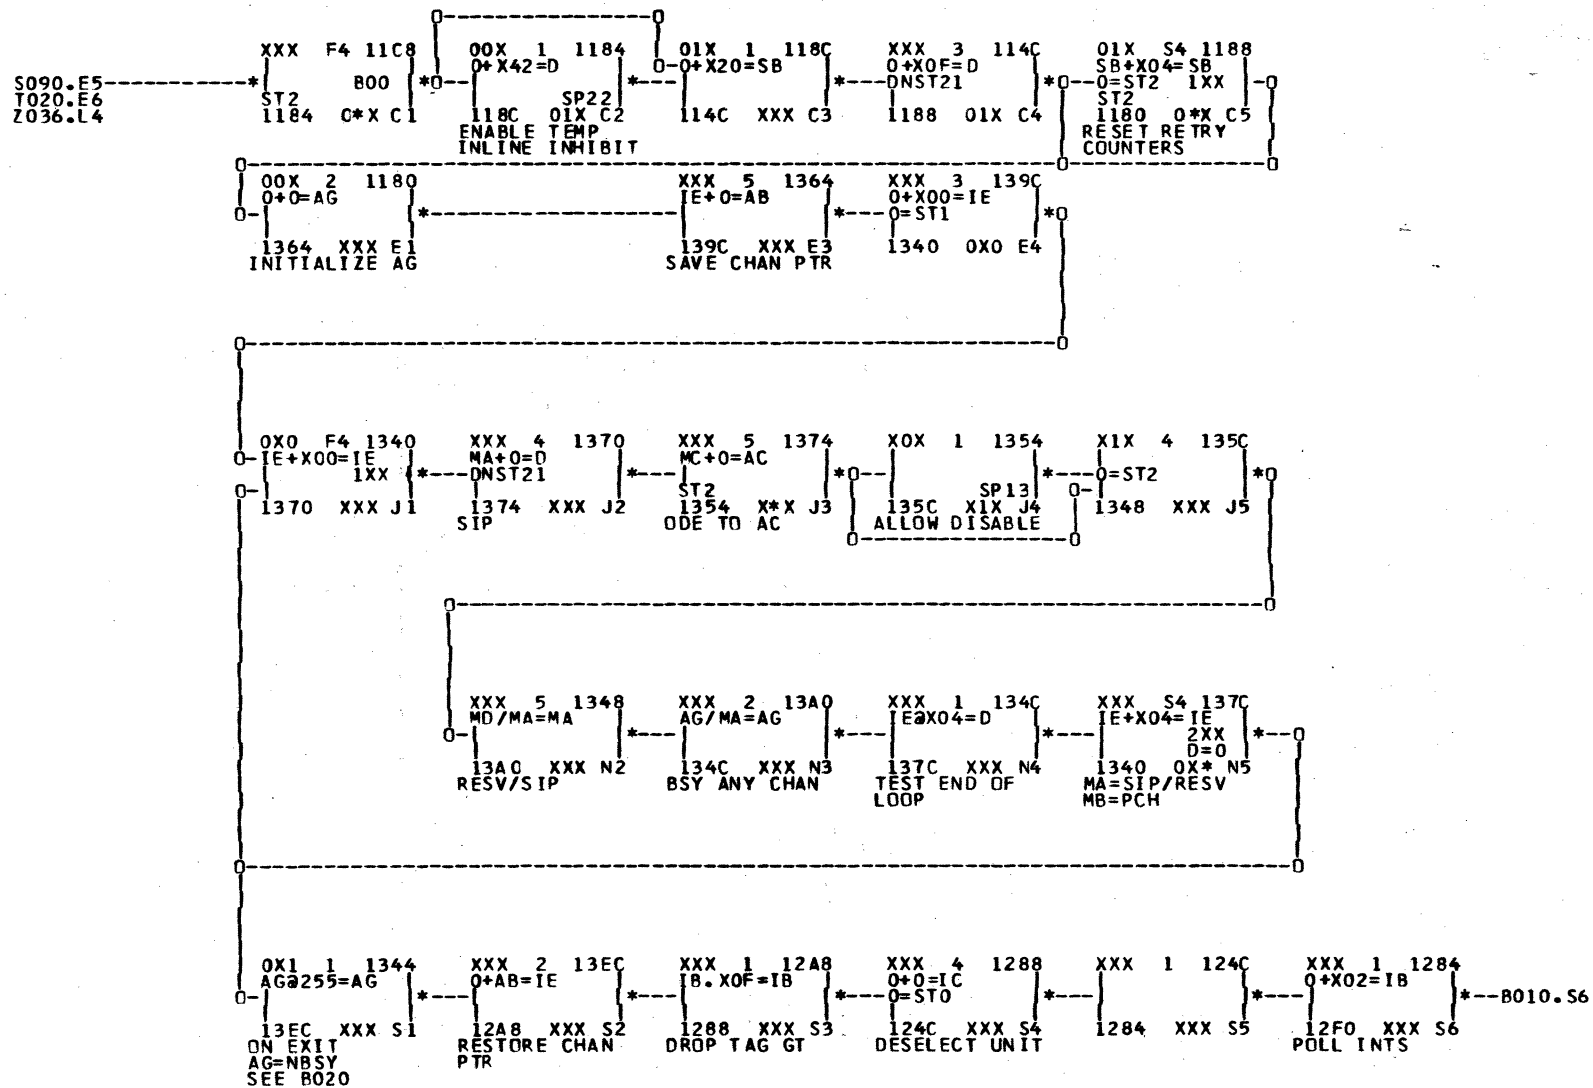 XXX F4 11C8
00X 1 1184
01X 1 118C
XXX 3 114C
01X S4 1188
0+X42=D
0+X20=SB
0+X0F=D
SB+X04=SB
S090.E5
B00
DNST21
0=ST2 1XX
T020.E6
ST2
SP22
ST2
Z036.L4
1184 0*X C1
118C 01X C2
114C XXX C3
1188 01X C4
1180 0*X C5
ENABLE TEMP
INLINE INHIBIT
RESET RETRY
COUNTERS
00X 2 1180
XXX 5 1364
XXX 3 139C
0+0=AG
IE+0=AB
0+X00=IE
0=ST1
1364 XXX E1
139C XXX E3
1340 0X0 E4
INITIALIZE AG
SAVE CHAN PTR
0X0 F4 1340
XXX 4 1370
XXX 5 1374
X0X 1 1354
X1X 4 135C
IE+X00=IE
MA+0=D
MC+0=AC
1XX
DNST21
0=ST2
ST2
SP13
1370 XXX J1
1374 XXX J2
1354 X*X J3
135C X1X J4
1348 XXX J5
SIP
ODE TO AC
ALLOW DISABLE
XXX 5 1348
XXX 2 13A0
XXX 1 134C
XXX S4 137C
MD/MA=MA
AG/MA=AG
IE@X04=D
IE+X04=IE
2XX
D=0
13A0 XXX N2
134C XXX N3
137C XXX N4
1340 0X* N5
RESV/SIP
BSY ANY CHAN
TEST END OF
LOOP
MA=SIP/RESV
MB=PCH
0X1 1 1344
XXX 2 13EC
XXX 1 12A8
XXX 4 1288
XXX 1 124C
XXX 1 1284
AG@255=AG
0+AB=IE
IB.X0F=IB
0+0=IC
0+X02=IB
0=ST0
B010.S6
13EC XXX S1
12A8 XXX S2
1288 XXX S3
124C XXX S4
1284 XXX S5
12F0 XXX S6
ON EXIT
AG=NBSY
SEE B020
RESTORE CHAN
PTR
DROP TAG GT
DESELECT UNIT
POLL INTS